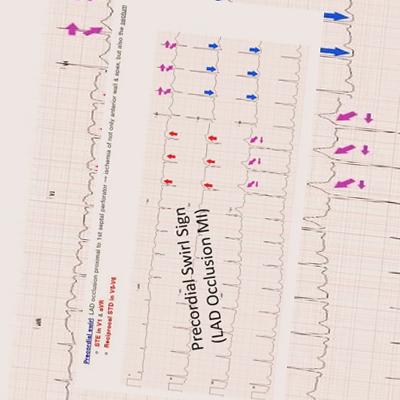 Precordial Swirl Sign
(LAD Occlusion MI)
Precordial swirl: LAD occlusion proximal to 1st septal perforator → ischemia of not only anterior wall & apex, but also the septum
STE in V1 & aVR
Reciprocal STD in V5-V6
aVR